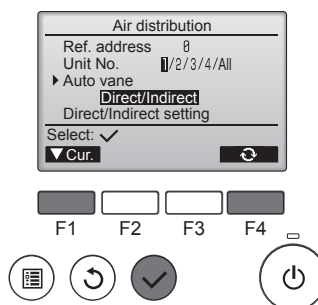 Air distribution
Ref. address 0
Unit No. 1/2/3/4/All
Auto vane
Direct/Indirect
Direct/Indirect setting
Select: ✓
▼ Cur.
F1 F2 F3 F4